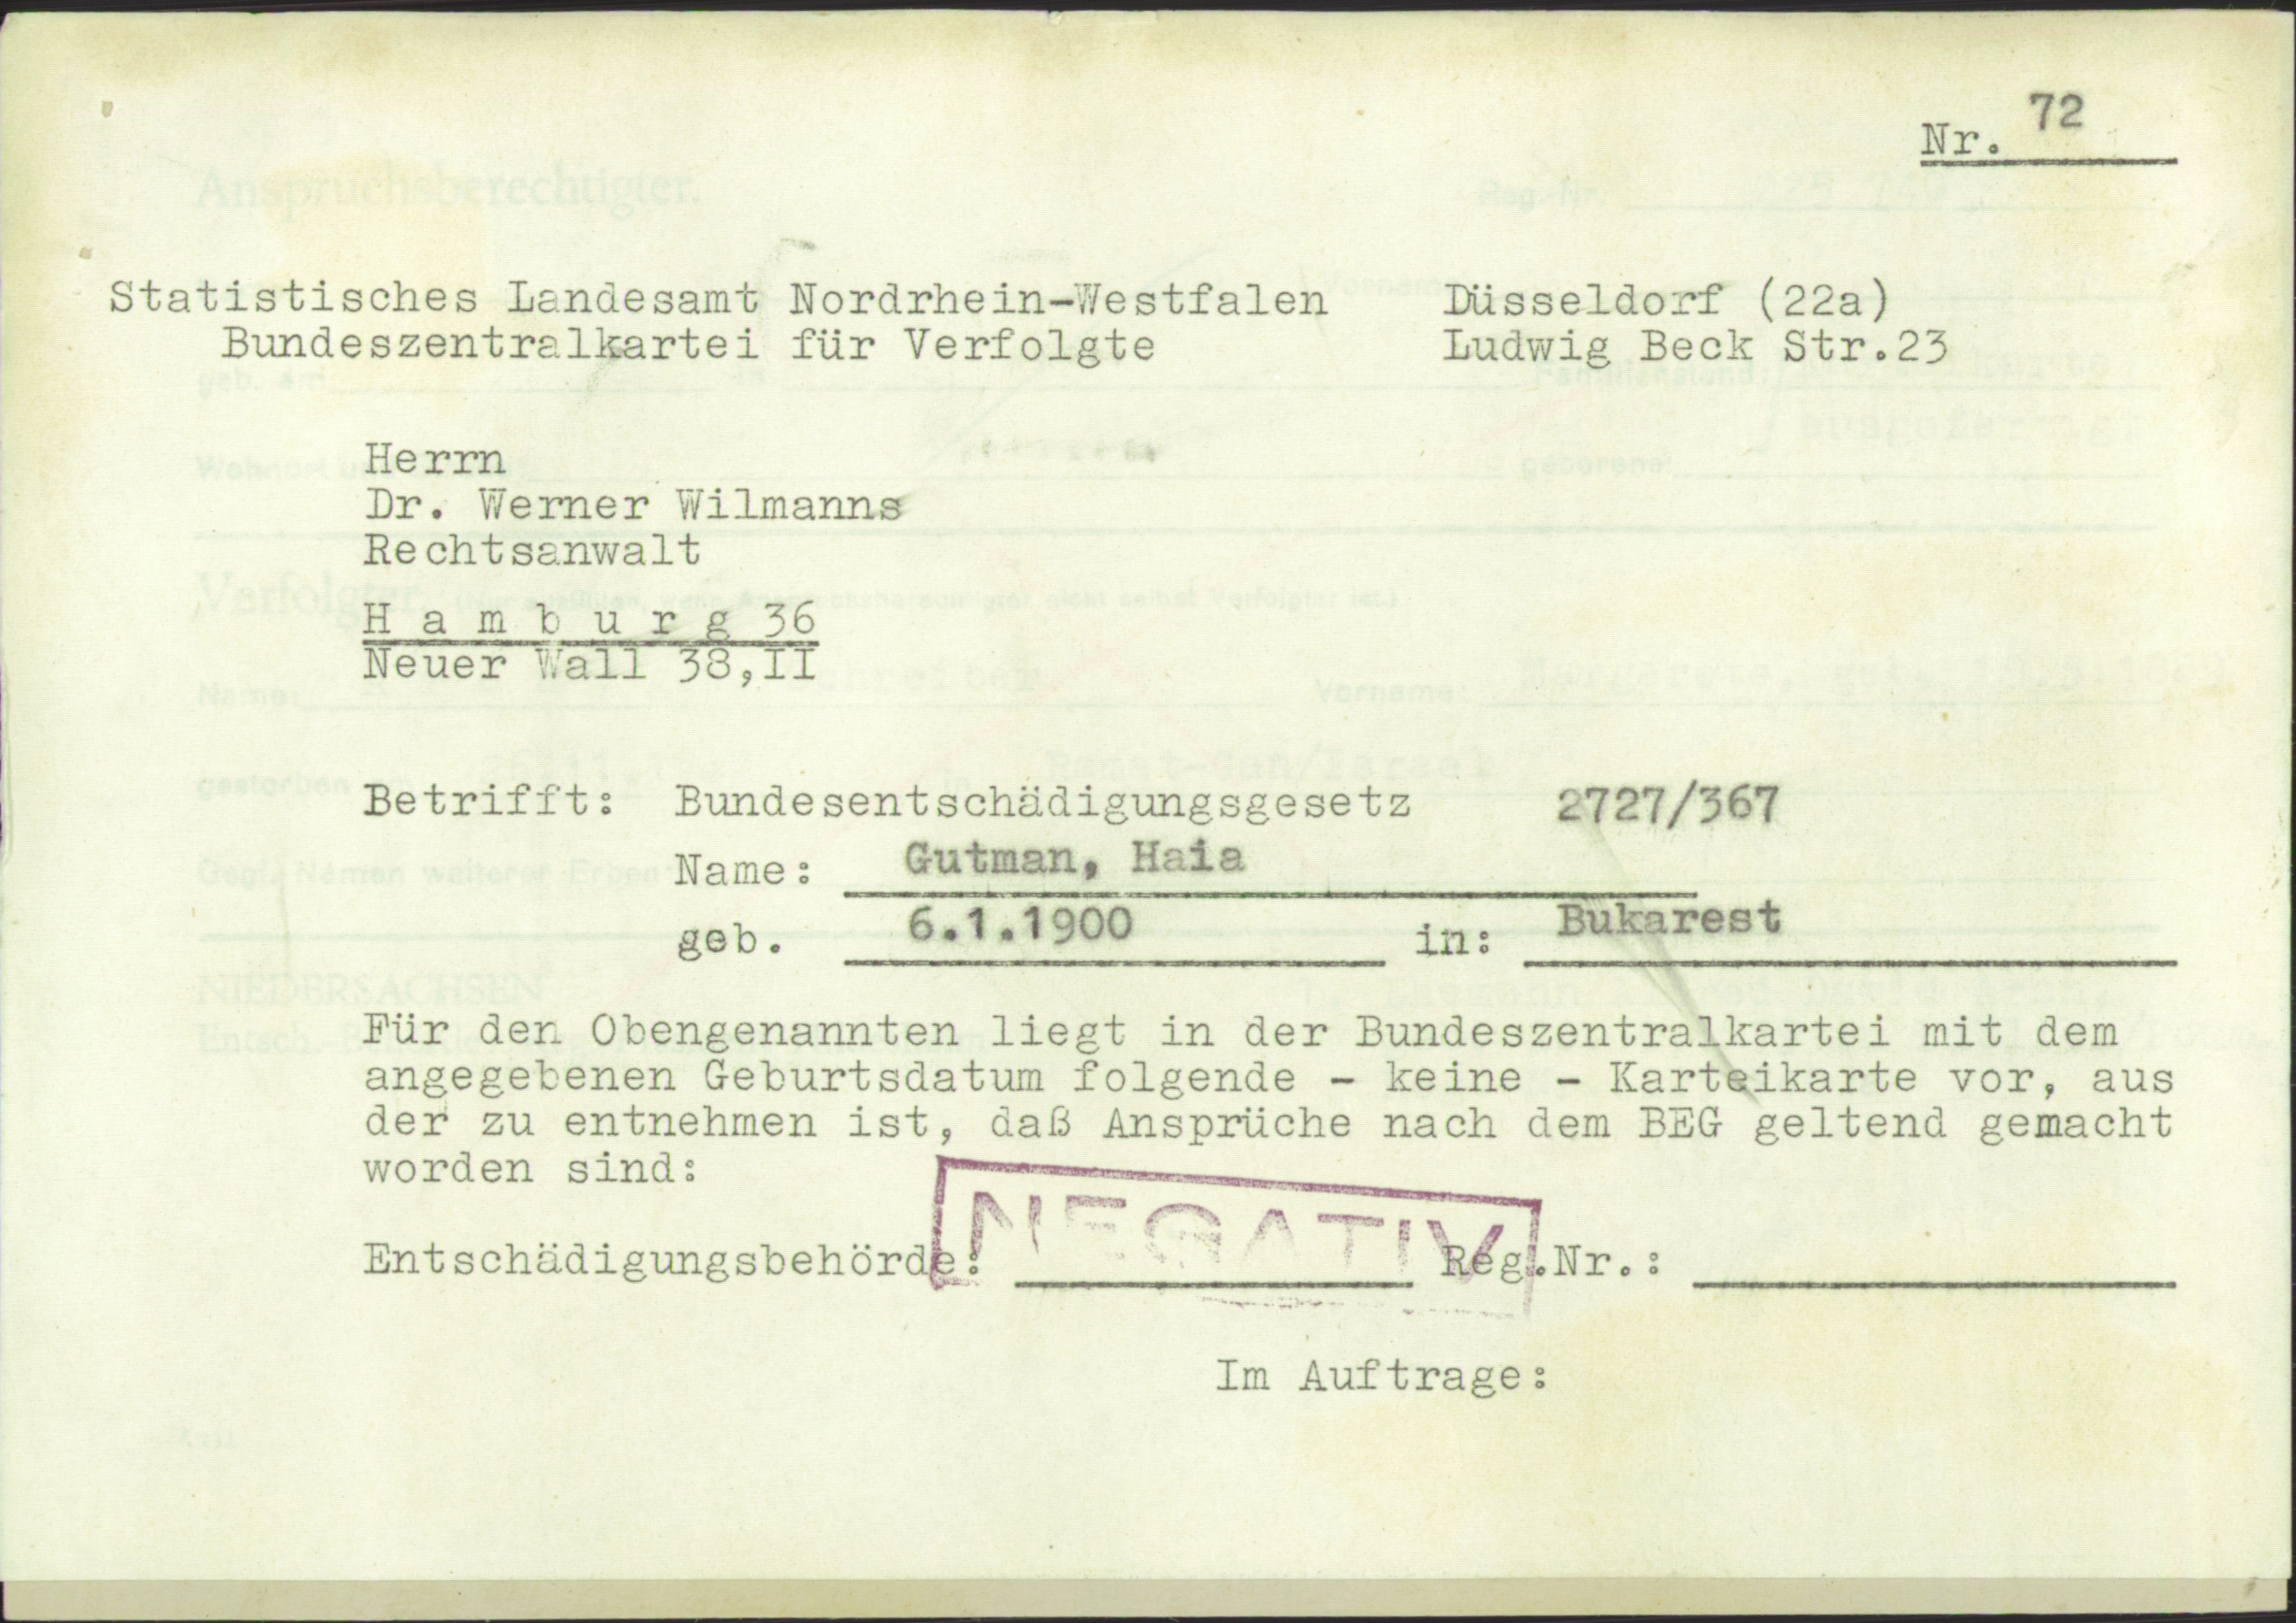 Nr. 72
Statistisches Landesamt Nordrhein-Westfalen Düsseldorf (22a)
Bundeszentralkartei für Verfolgte Ludwig Beck Str.23
Herrn
Dr. Werner Wilmanns
Rechtsanwalt
H a m b u r g 36
Neuer Wall 38,II
Betrifft: Bundesentschädigungsgesetz 2727/367
Name: Gutman, Haia
geb. 6.1.1900 in: Bukarest
Für den Obengenannten liegt in der Bundeszentralkartei mit dem
angegebenen Geburtsdatum folgende - keine - Karteikarte vor, aus
der zu entnehmen ist, daß Ansprüche nach dem BEG geltend gemacht
worden sind:
NEGATIV
Entschädigungsbehörde: Reg.Nr.:
Im Auftrage: